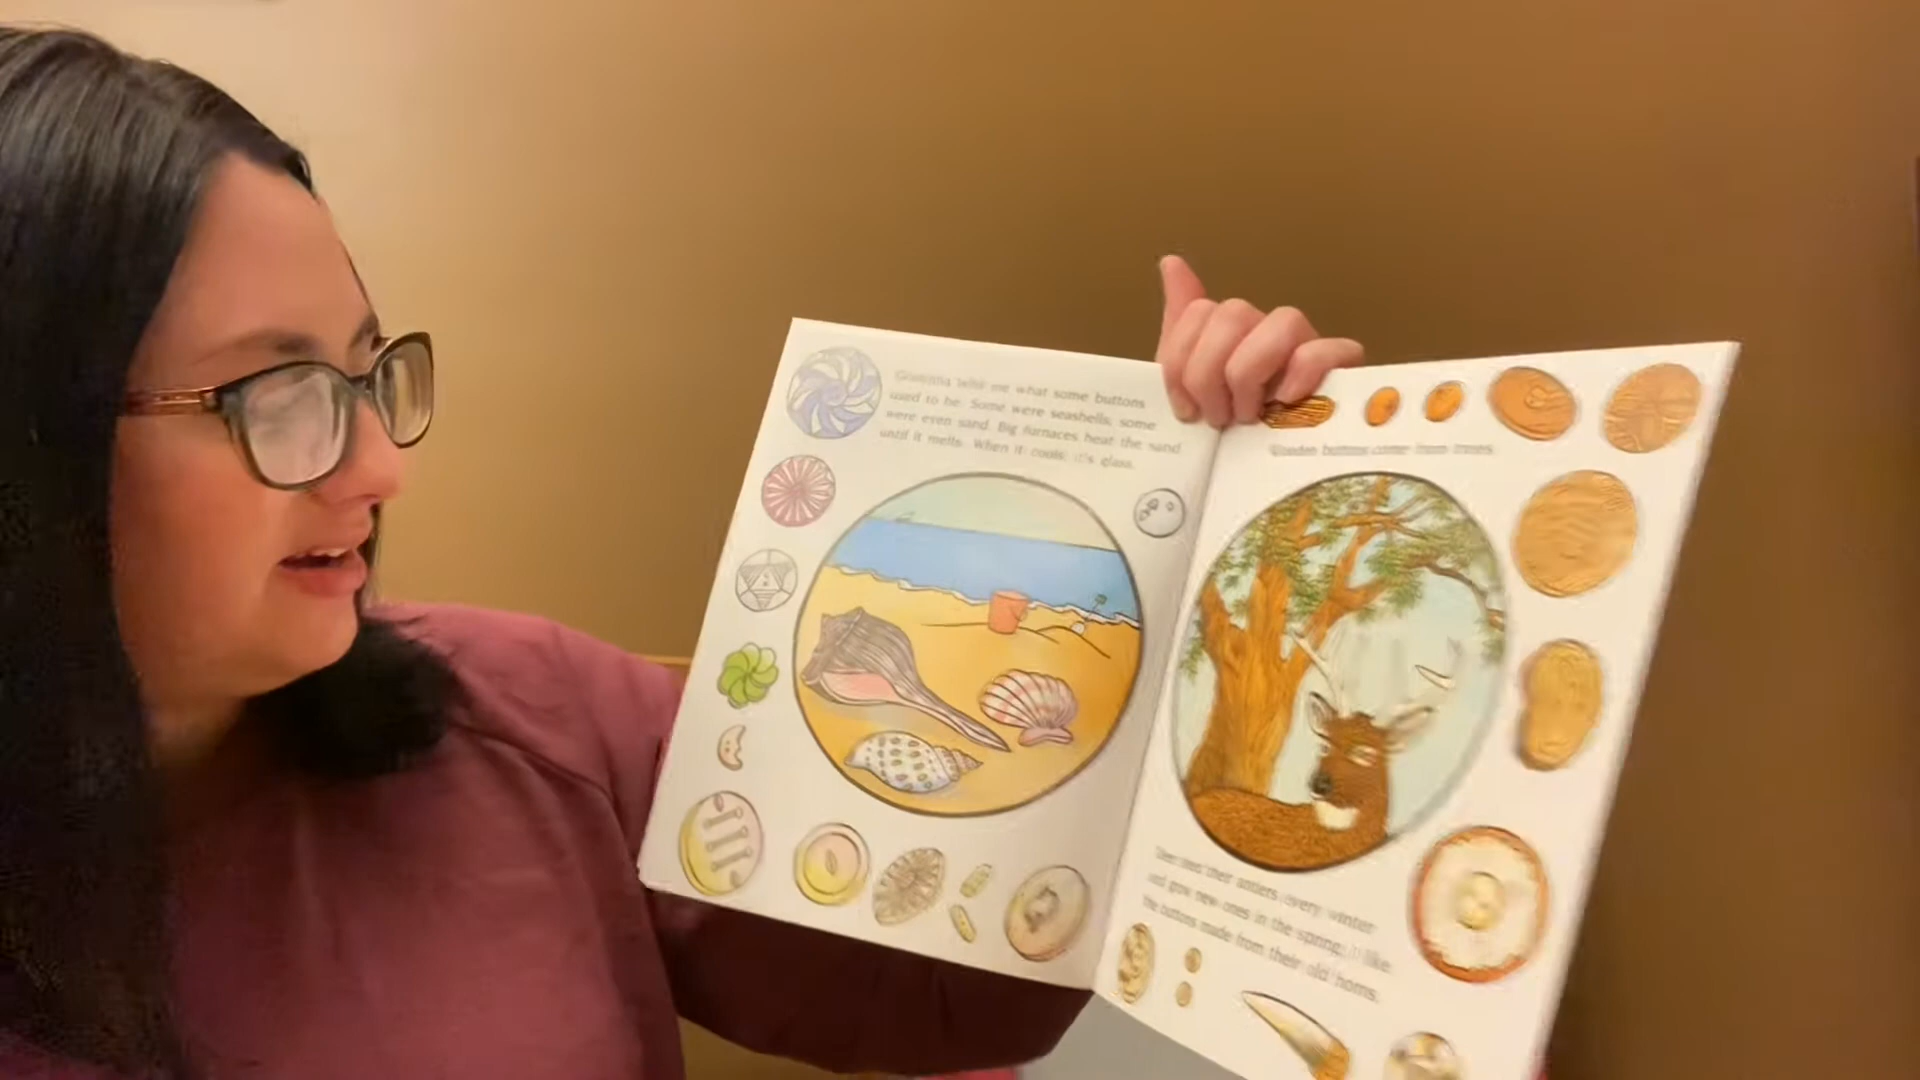 Grandma tells me what some buttons
used to be. Some were seashells; some
were even sand. Big furnaces heat the sand
until it melts. When it cools, it's glass.
Wooden buttons come from trees.
Deer shed their antlers every winter
and grow new ones in the spring. I like
the buttons made from their old horns.